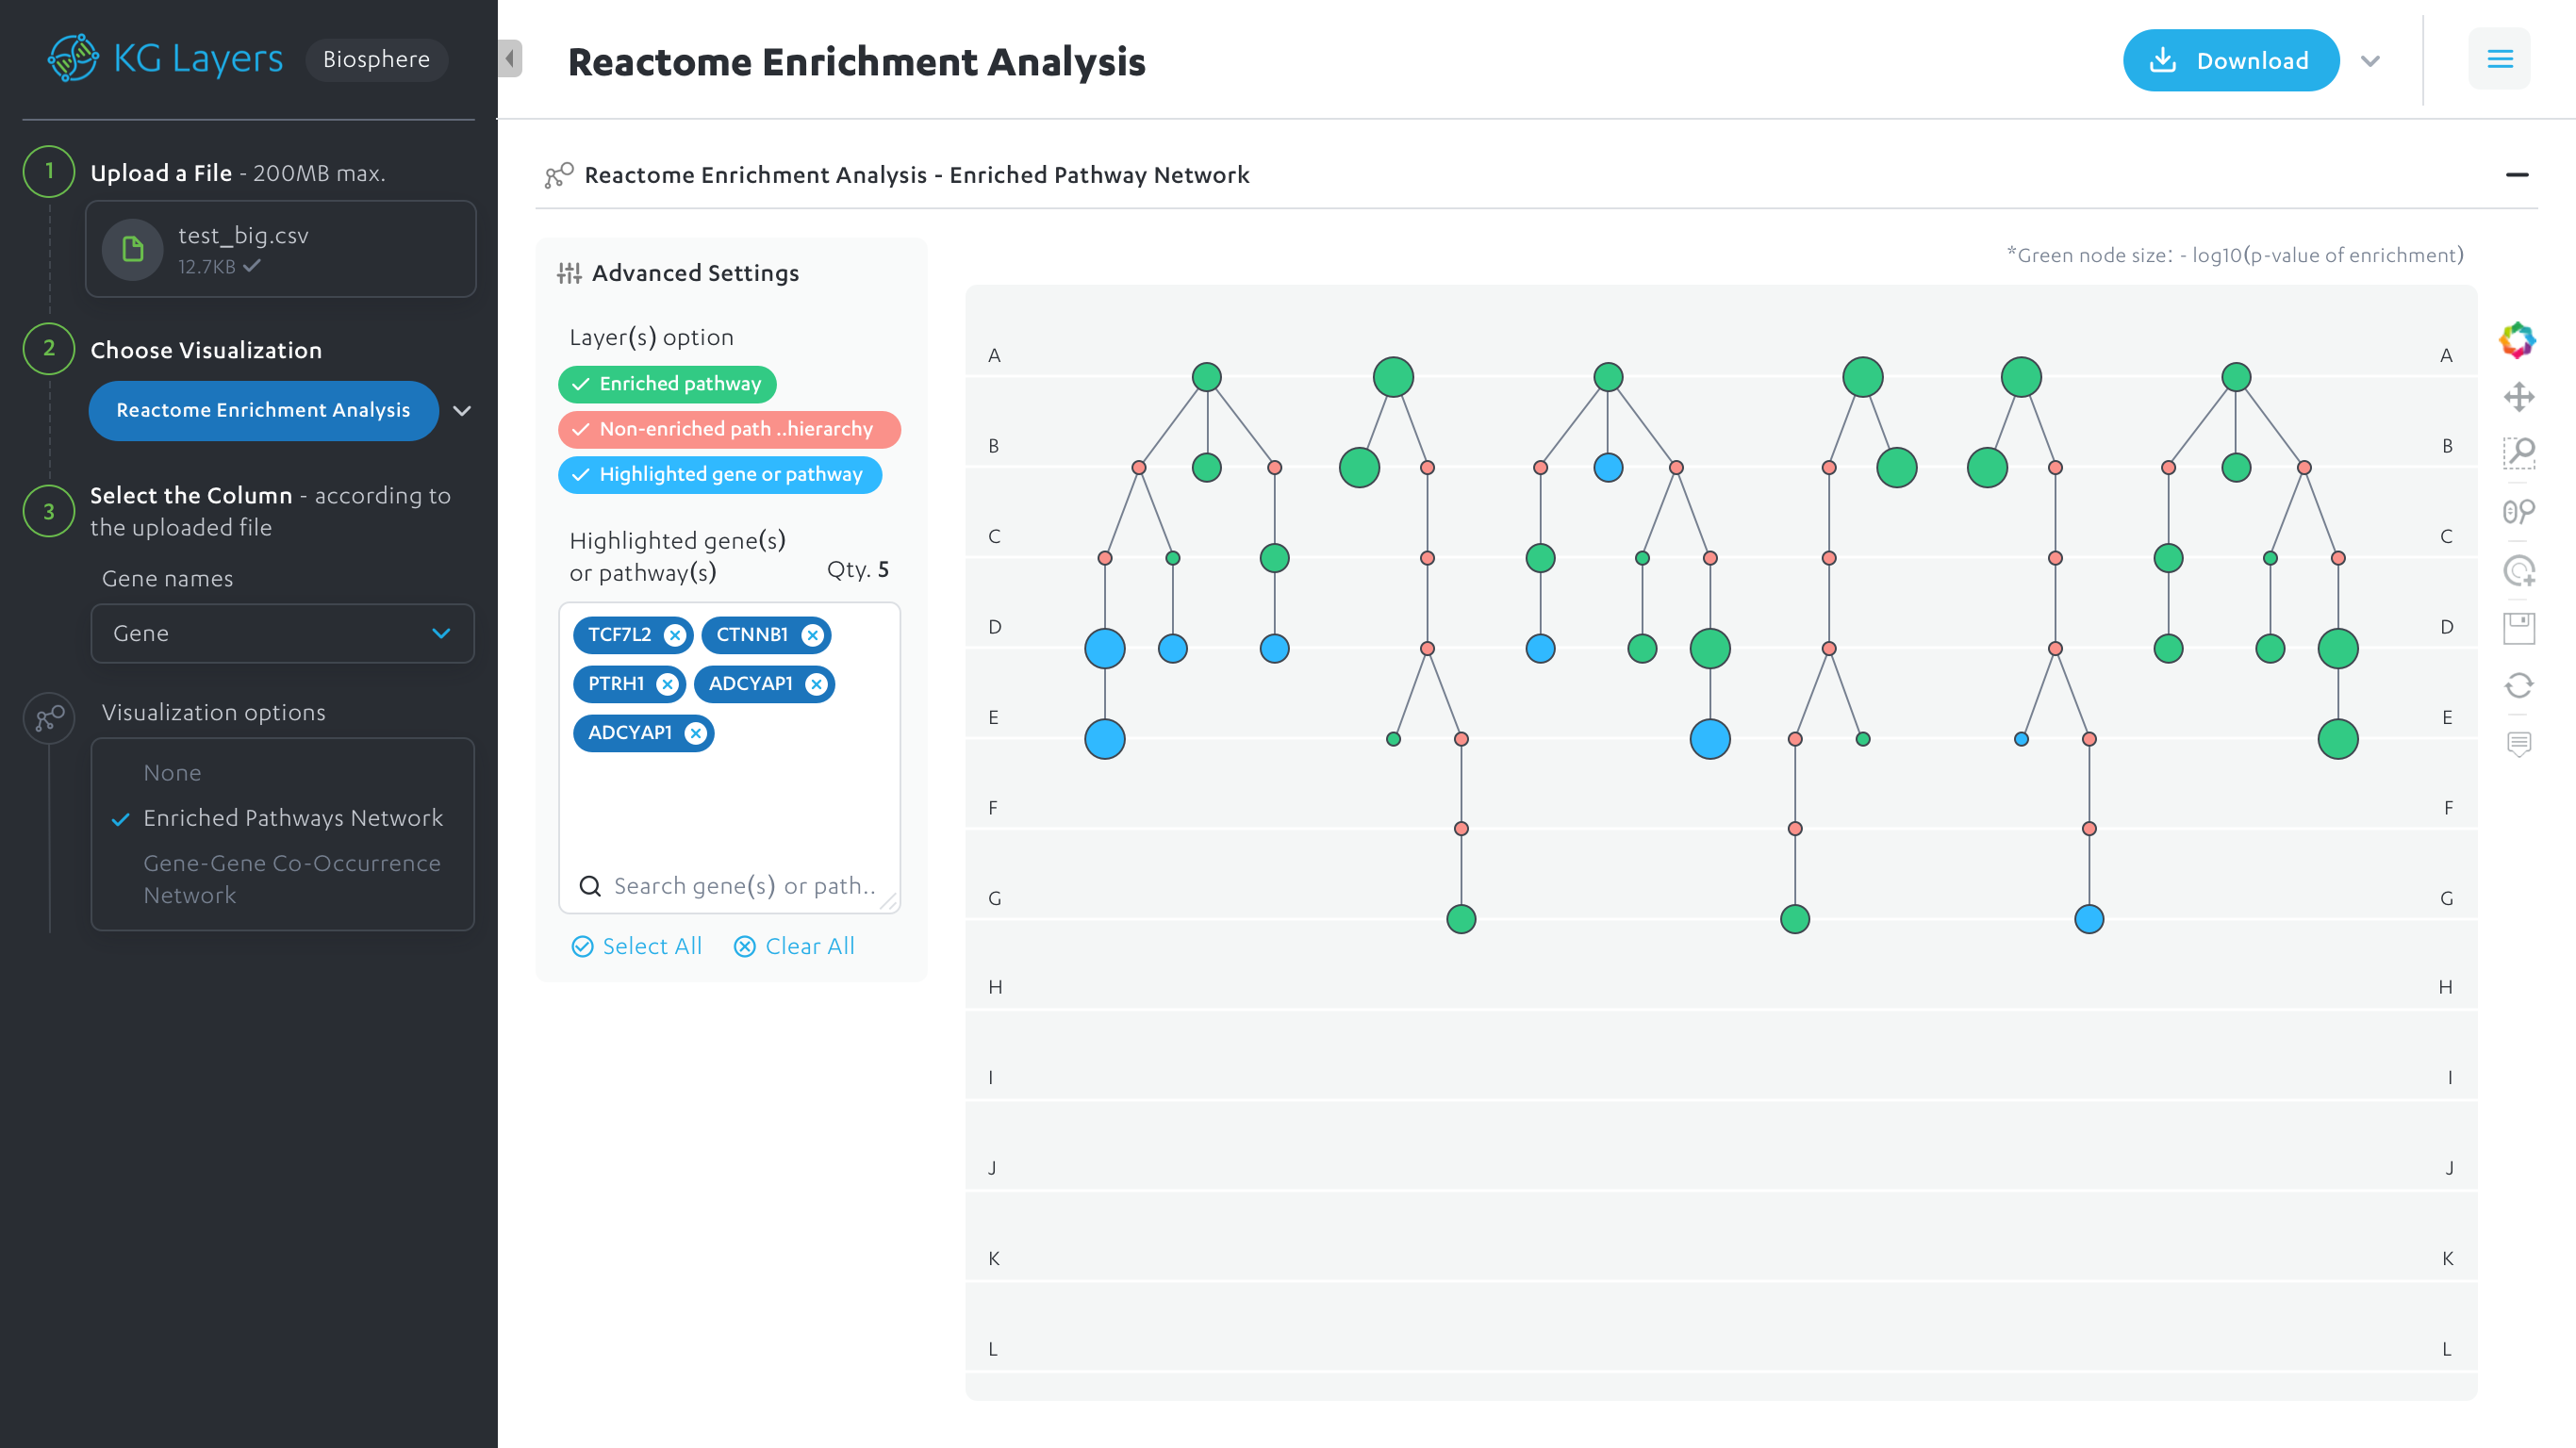 KG Layers
Biosphere
1
Upload a File - 200MB max.
test_big.csv
12.7KB
2
Choose Visualization
Reactome Enrichment Analysis
3
Select the Column - according to
the uploaded file
Gene names
Gene
Visualization options
None
Enriched Pathways Network
Gene-Gene Co-Occurrence
Network
Reactome Enrichment Analysis
Download
Reactome Enrichment Analysis - Enriched Pathway Network
Advanced Settings
Layer(s) option
Enriched pathway
Non-enriched path ..hierarchy
Highlighted gene or pathway
Highlighted gene(s)
or pathway(s)
Qty. 5
TCF7L2
CTNNB1
PTRH1
ADCYAP1
ADCYAP1
Search gene(s) or path..
Select All
Clear All
*Green node size: - log10(p-value of enrichment)
A A
B B
C C
D D
E E
F F
G G
H H
I I
J J
K K
L L